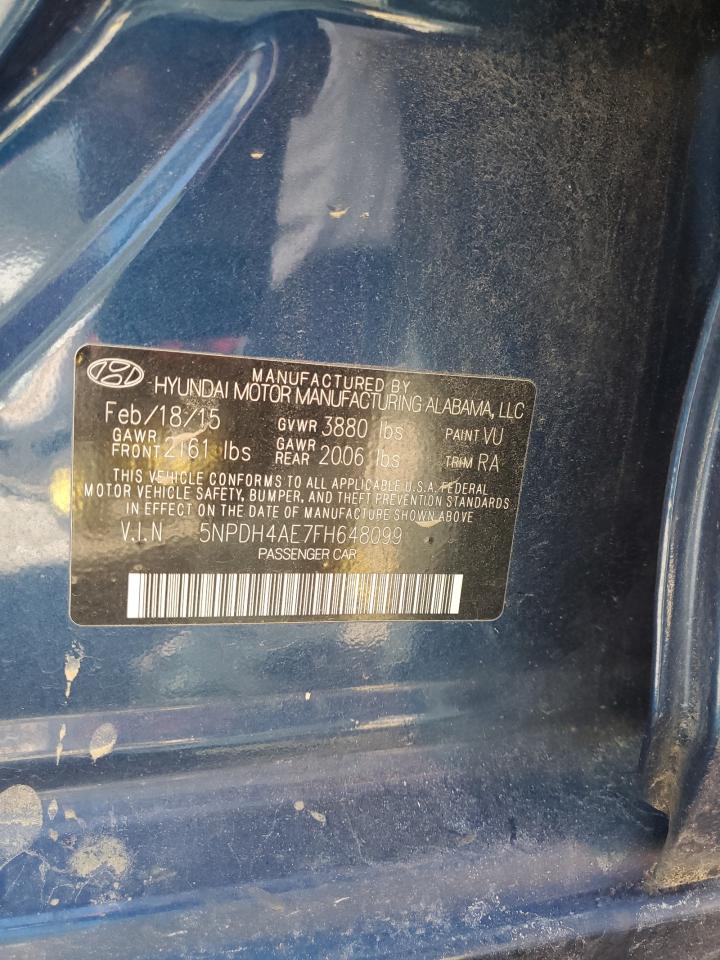 MANUFACTURED BY
HYUNDAI MOTOR MANUFACTURING ALABAMA, LLC
Feb/18/15 GVWR 3880 lbs PAINT VU
GAWR FRONT 2161 lbs GAWR REAR 2006 lbs TRIM RA
THIS VEHICLE CONFORMS TO ALL APPLICABLE U.S.A. FEDERAL
MOTOR VEHICLE SAFETY, BUMPER, AND THEFT PREVENTION STANDARDS
IN EFFECT ON THE DATE OF MANUFACTURE SHOWN ABOVE
V.I.N 5NPDH4AE7FH648099
PASSENGER CAR